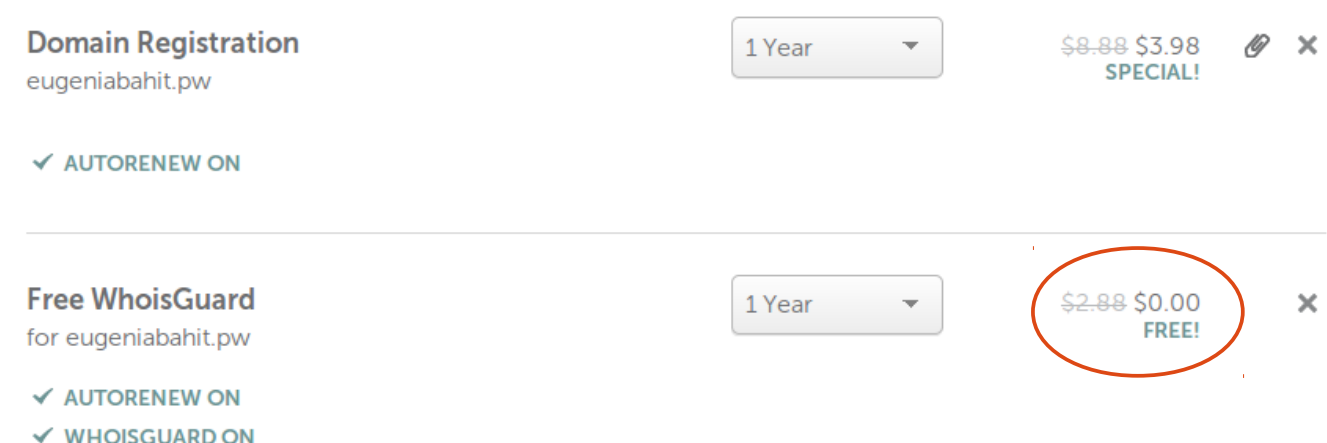 Domain Registration
1 Year
$8.88 $3.98
eugeniabahit.pw
SPECIAL!
AUTORENEW ON
Free WhoisGuard
1 Year
$2.88 $0.00
for eugeniabahit.pw
FREE!
AUTORENEW ON
WHOISGUARD ON